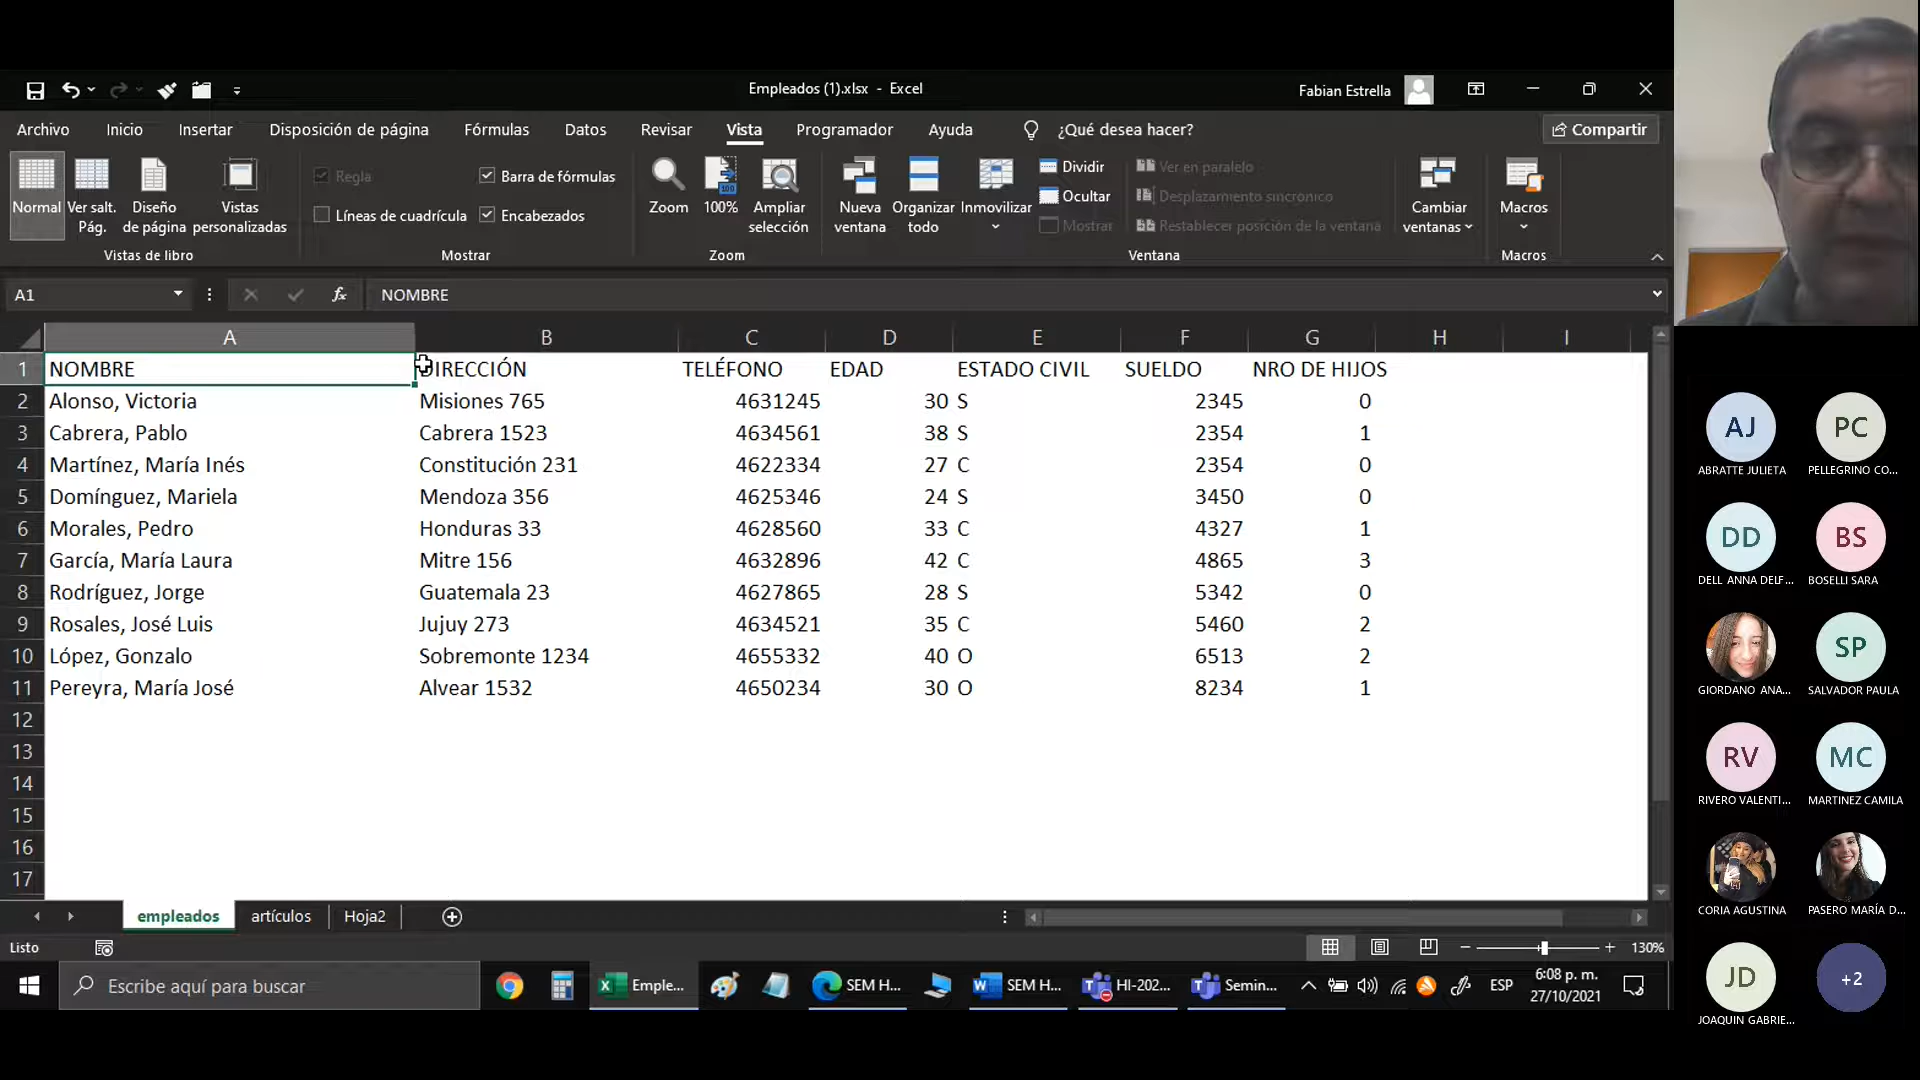 Empleados (1).xlsx - Excel
Fabian Estrella
Archivo Inicio Insertar Disposición de página Fórmulas Datos Revisar Vista Programador Ayuda ¿Qué desea hacer? Compartir
Normal
Ver salt. Pág.
Diseño de página
Vistas personalizadas
Vistas de libro
Regla
Barra de fórmulas
Líneas de cuadrícula
Encabezados
Mostrar
Zoom
100
100%
Ampliar selección
Zoom
Nueva ventana
Organizar todo
Inmovilizar
Dividir
Ocultar
Mostrar
Ver en paralelo
Desplazamiento sincrónico
Restablecer posición de la ventana
Cambiar ventanas
Ventana
Macros
Macros
A1 fx NOMBRE
A B C D E F G H I
1 NOMBRE DIRECCIÓN TELÉFONO EDAD ESTADO CIVIL SUELDO NRO DE HIJOS
2 Alonso, Victoria Misiones 765 4631245 30 S 2345 0
3 Cabrera, Pablo Cabrera 1523 4634561 38 S 2354 1
4 Martínez, María Inés Constitución 231 4622334 27 C 2354 0
5 Domínguez, Mariela Mendoza 356 4625346 24 S 3450 0
6 Morales, Pedro Honduras 33 4628560 33 C 4327 1
7 García, María Laura Mitre 156 4632896 42 C 4865 3
8 Rodríguez, Jorge Guatemala 23 4627865 28 S 5342 0
9 Rosales, José Luis Jujuy 273 4634521 35 C 5460 2
10 López, Gonzalo Sobremonte 1234 4655332 40 O 6513 2
11 Pereyra, María José Alvear 1532 4650234 30 O 8234 1
12
13
14
15
16
17
empleados artículos Hoja2
Listo
130%
Escribe aquí para buscar
Emple...
SEM H...
SEM H...
HI-202...
Semin...
ESP
6:08 p. m.
27/10/2021
AJ PC
ABRATTE JULIETA PELLEGRINO CO...
DD BS
DELL ANNA DELF... BOSELLI SARA
SP
GIORDANO ANA... SALVADOR PAULA
RV MC
RIVERO VALENTI... MARTINEZ CAMILA
CORIA AGUSTINA PASERO MARÍA D...
JD +2
JOAQUIN GABRIE...